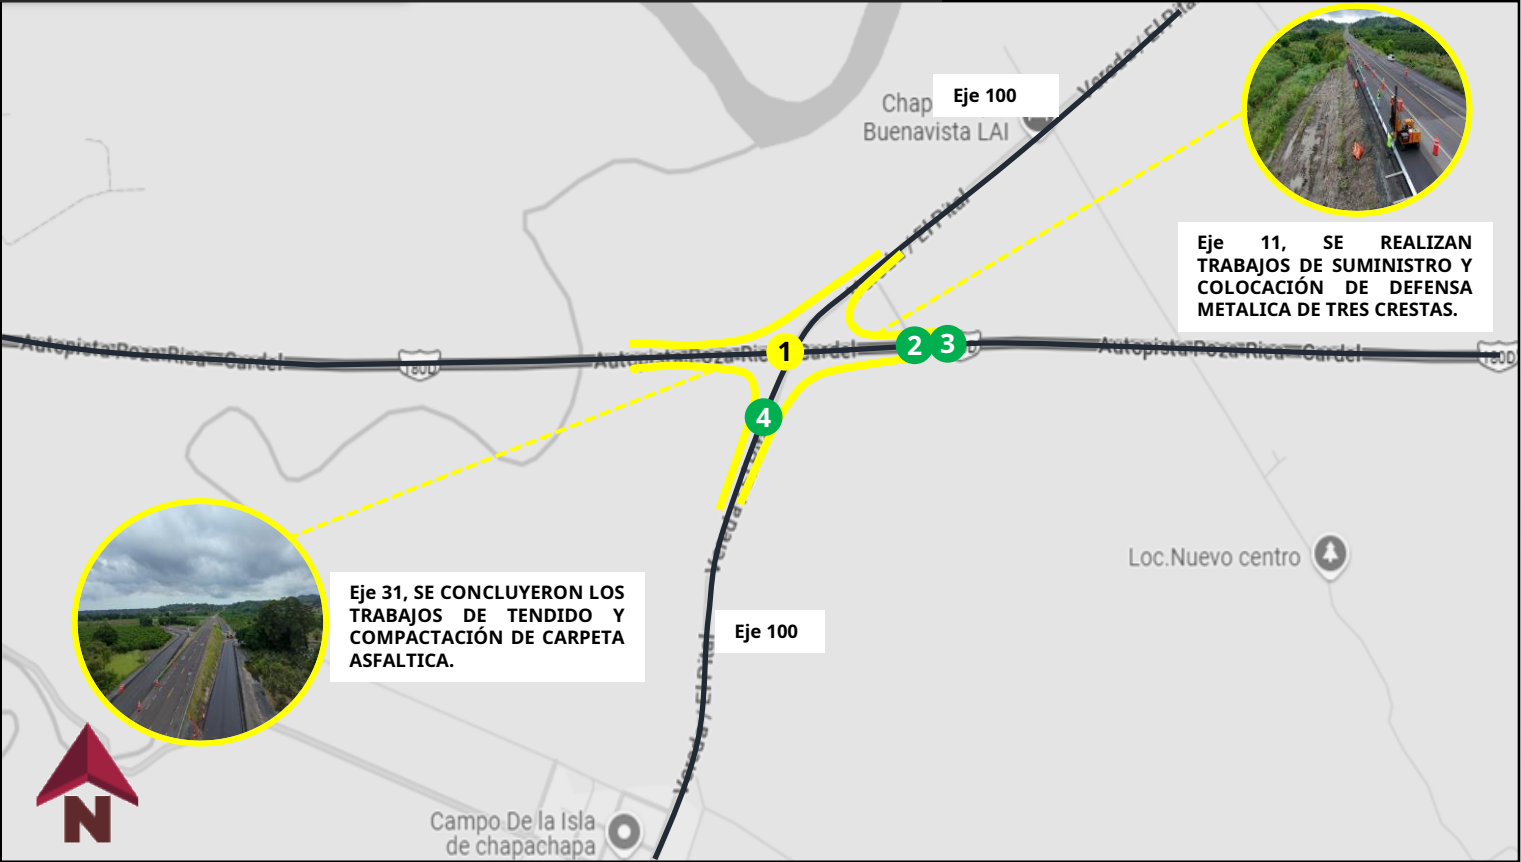 Vereda / El Pital
Eje 100
Chap
Buenavista LAI
Eje 11, SE REALIZAN
TRABAJOS DE SUMINISTRO Y
COLOCACIÓN DE DEFENSA
METALICA DE TRES CRESTAS.
/ El Pital
Autopista Poza Rica - Cardel
180D
Autopista Poza Rica - Cardel
1
2
3
Autopista Poza Rica - Cardel
180D
4
Loc.Nuevo centro
Eje 31, SE CONCLUYERON LOS
TRABAJOS DE TENDIDO Y
COMPACTACIÓN DE CARPETA
ASFALTICA.
Vereda
Eje 100
Vereda / El Pital
N
Campo De la Isla
de chapachapa